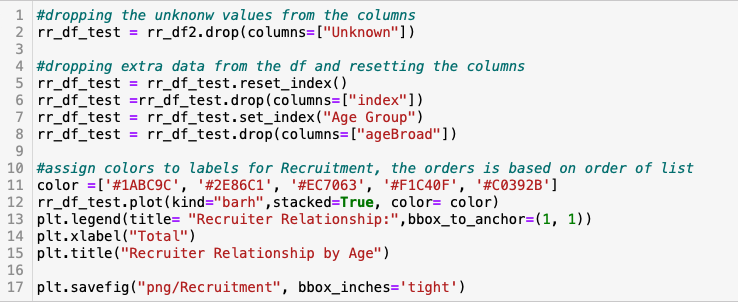 1 #dropping the unknonw values from the columns
2 rr_df_test = rr_df2.drop(columns=["Unknown"])
3
4 #dropping extra data from the df and resetting the columns
5 rr_df_test = rr_df_test.reset_index()
6 rr_df_test =rr_df_test.drop(columns=["index"])
7 rr_df_test = rr_df_test.set_index("Age Group")
8 rr_df_test = rr_df_test.drop(columns=["ageBroad"])
9
10 #assign colors to labels for Recruitment, the orders is based on order of list
11 color =['#1ABC9C', '#2E86C1', '#EC7063', '#F1C40F', '#C0392B']
12 rr_df_test.plot(kind="barh",stacked=True, color= color)
13 plt.legend(title= "Recruiter Relationship:",bbox_to_anchor=(1, 1))
14 plt.xlabel("Total")
15 plt.title("Recruiter Relationship by Age")
16
17 plt.savefig("png/Recruitment", bbox_inches='tight')